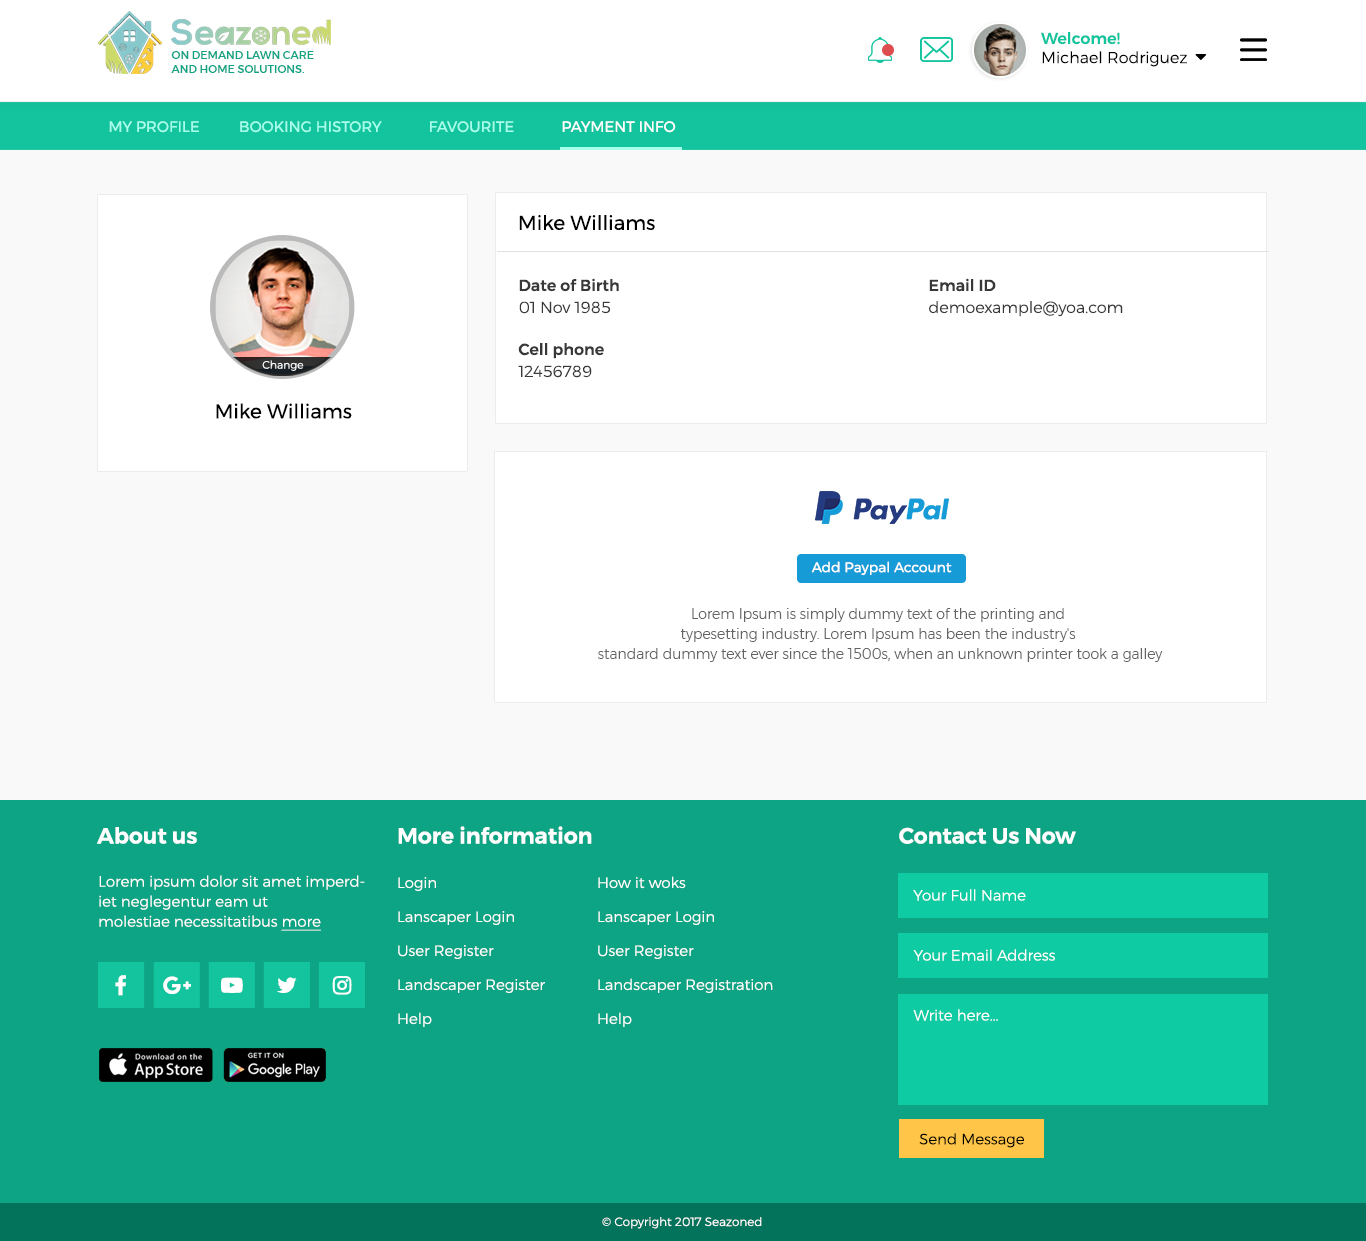 Seazoned
ON DEMAND LAWN CARE
AND HOME SOLUTIONS.
Welcome!
Michael Rodriguez
MY PROFILE
BOOKING HISTORY
FAVOURITE
PAYMENT INFO
Change
Mike Williams
Mike Williams
Date of Birth
01 Nov 1985
Email ID
demoexample@yoa.com
Cell phone
12456789
PayPal
Add Paypal Account
Lorem Ipsum is simply dummy text of the printing and
typesetting industry. Lorem Ipsum has been the industry's
standard dummy text ever since the 1500s, when an unknown printer took a galley
About us
Lorem ipsum dolor sit amet imperd-
iet neglegentur eam ut
molestiae necessitatibus more
G+
Download on the
App Store
GET IT ON
Google Play
More information
Login
Lanscaper Login
User Register
Landscaper Register
Help
How it woks
Lanscaper Login
User Register
Landscaper Registration
Help
Contact Us Now
Your Full Name
Your Email Address
Write here...
Send Message
© Copyright 2017 Seazoned